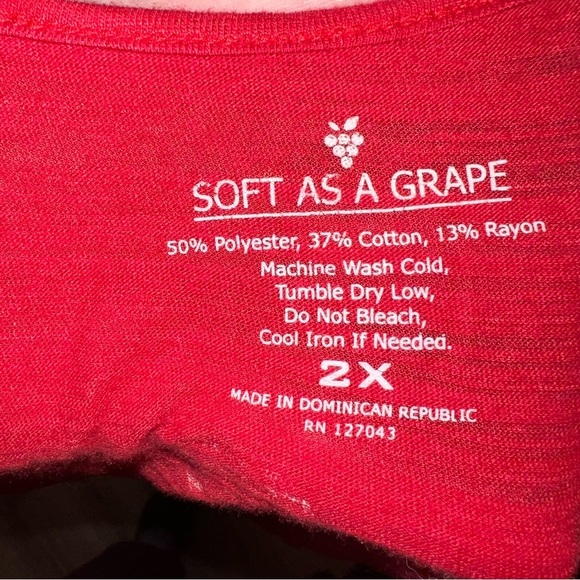 SOFT AS A GRAPE
50% Polyester, 37% Cotton, 13% Rayon
Machine Wash Cold,
Tumble Dry Low,
Do Not Bleach,
Cool Iron If Needed.
2X
MADE IN DOMINICAN REPUBLIC
RN 127043